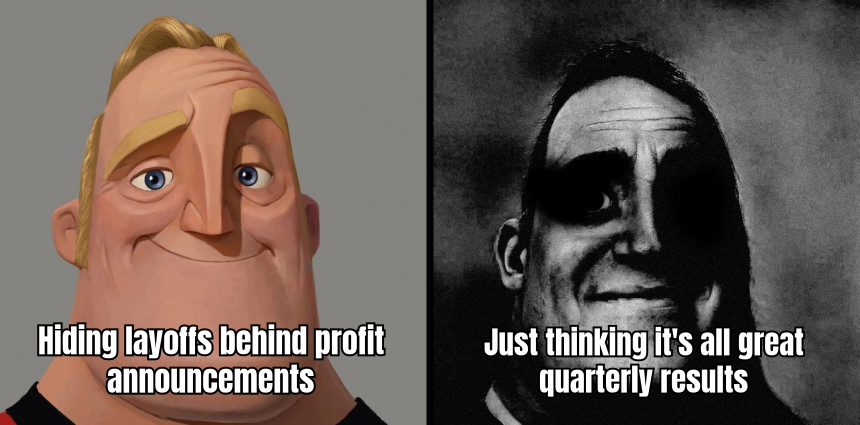 Hiding layoffs behind profit
announcements
Just thinking it's all great
quarterly results